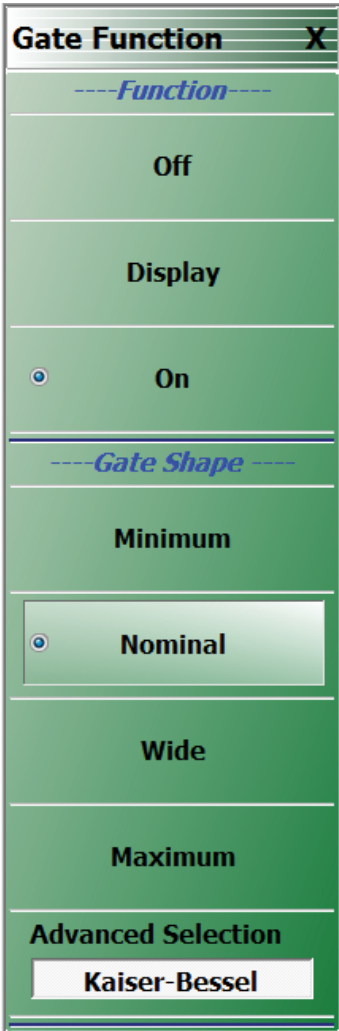 Gate Function X
----Function----
Off
Display
On
----Gate Shape ----
Minimum
Nominal
Wide
Maximum
Advanced Selection
Kaiser-Bessel